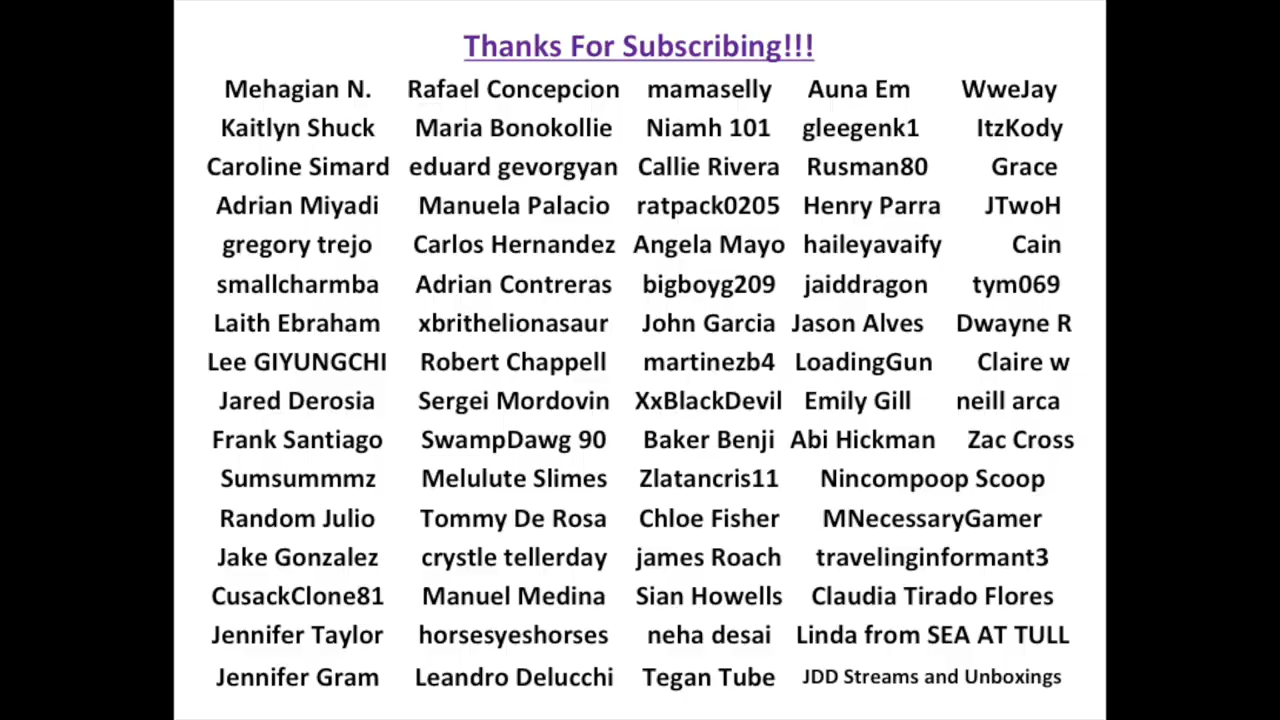 Thanks For Subscribing!!!
Mehagian N. Rafael Concepcion mamaselly Auna Em WweJay
Kaitlyn Shuck Maria Bonokollie Niamh 101 gleegenk1 ItzKody
Caroline Simard eduard gevorgyan Callie Rivera Rusman80 Grace
Adrian Miyadi Manuela Palacio ratpack0205 Henry Parra JTwoH
gregory trejo Carlos Hernandez Angela Mayo haileyavaify Cain
smallcharmba Adrian Contreras bigboyg209 jaiddragon tym069
Laith Ebraham xbrithelionasaur John Garcia Jason Alves Dwayne R
Lee GIYUNGCHI Robert Chappell martinezb4 LoadingGun Claire w
Jared Derosia Sergei Mordovin XxBlackDevil Emily Gill neill arca
Frank Santiago SwampDawg 90 Baker Benji Abi Hickman Zac Cross
Sumsummmz Melulute Slimes Zlatancris11 Nincompoop Scoop
Random Julio Tommy De Rosa Chloe Fisher MNecessaryGamer
Jake Gonzalez crystle tellerday james Roach travelinginformant3
CusackClone81 Manuel Medina Sian Howells Claudia Tirado Flores
Jennifer Taylor horsesyeshorses neha desai Linda from SEA AT TULL
Jennifer Gram Leandro Delucchi Tegan Tube JDD Streams and Unboxings